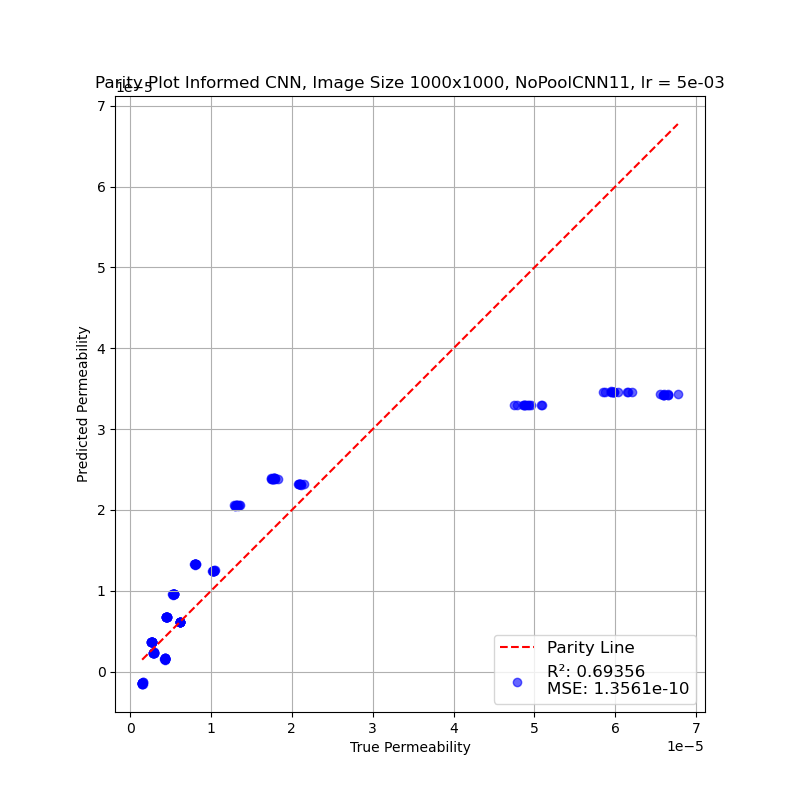 Parity Plot Informed CNN, Image Size 1000x1000, NoPoolCNN11, lr = 5e-03
1e−5
7
6
5
4
3
2
1
0
Predicted Permeability
Parity Line
R²: 0.69356
MSE: 1.3561e-10
0 1 2 3 4 5 6 7
True Permeability
1e−5